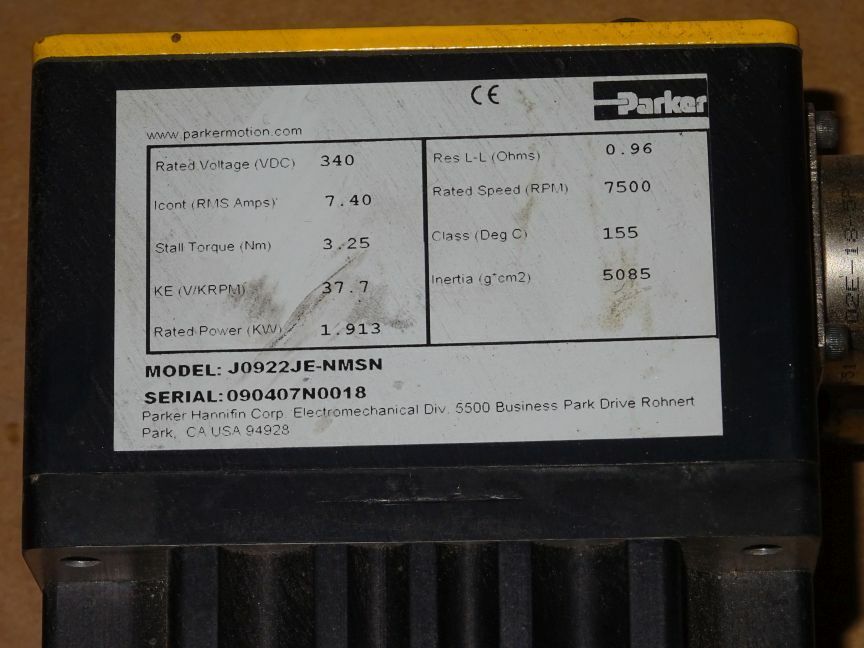 CE
Parker
www.parkermotion.com
Rated Voltage (VDC) 340
Icont (RMS Amps) 7.40
Stall Torque (Nm) 3.25
KE (V/KRPM) 37.7
Rated Power (KW) 1.913
Res L-L (Ohms) 0.96
Rated Speed (RPM) 7500
Class (Deg C) 155
Inertia (g*cm2) 5085
MODEL: J0922JE-NMSN
SERIAL: 090407N0018
Parker Hannifin Corp. Electromechanical Div. 5500 Business Park Drive Rohnert
Park, CA USA 94928